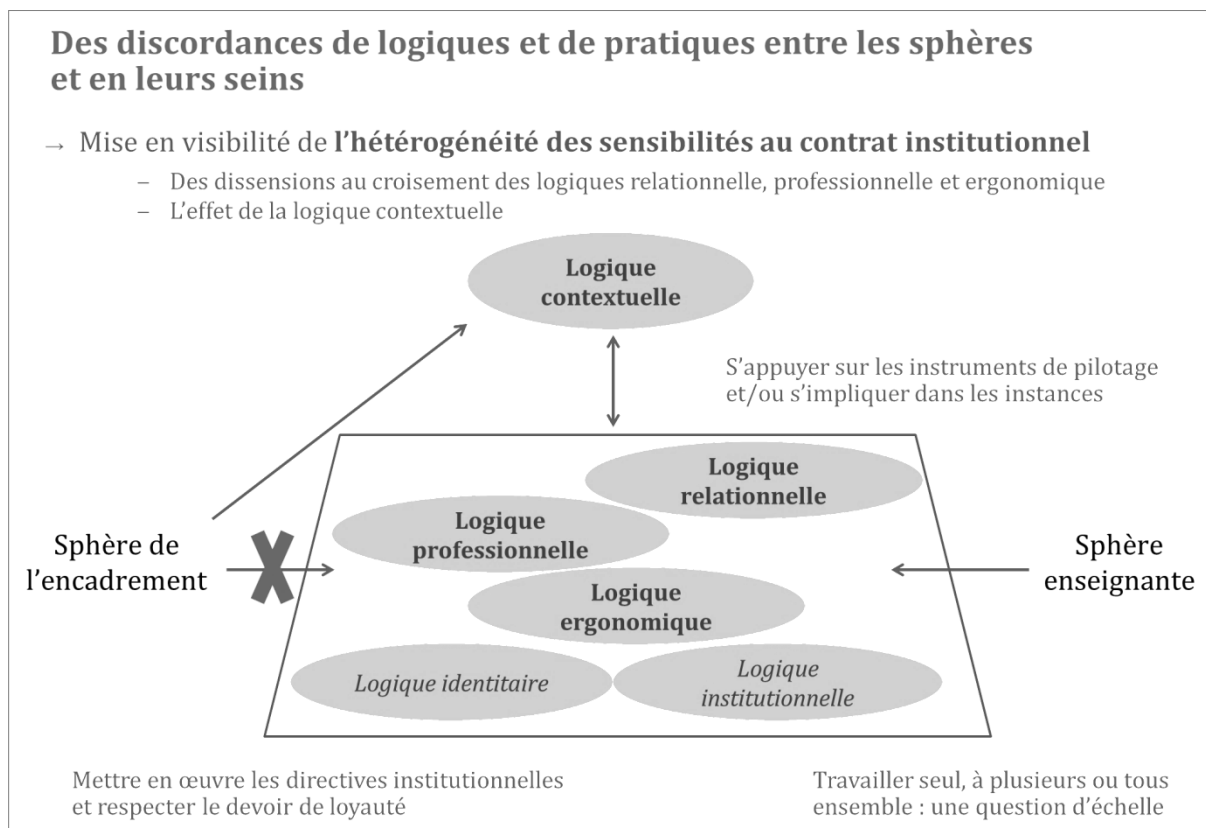 Des discordances de logiques et de pratiques entre les sphères
et en leurs seins
→ Mise en visibilité de l’hétérogénéité des sensibilités au contrat institutionnel
– Des dissensions au croisement des logiques relationnelle, professionnelle et ergonomique
– L’effet de la logique contextuelle
Logique
contextuelle
S’appuyer sur les instruments de pilotage
et/ou s’impliquer dans les instances
Logique
relationnelle
Logique
professionnelle
Sphère de
l’encadrement
Sphère
enseignante
Logique
ergonomique
Logique identitaire
Logique
institutionnelle
Mettre en œuvre les directives institutionnelles
et respecter le devoir de loyauté
Travailler seul, à plusieurs ou tous
ensemble : une question d’échelle